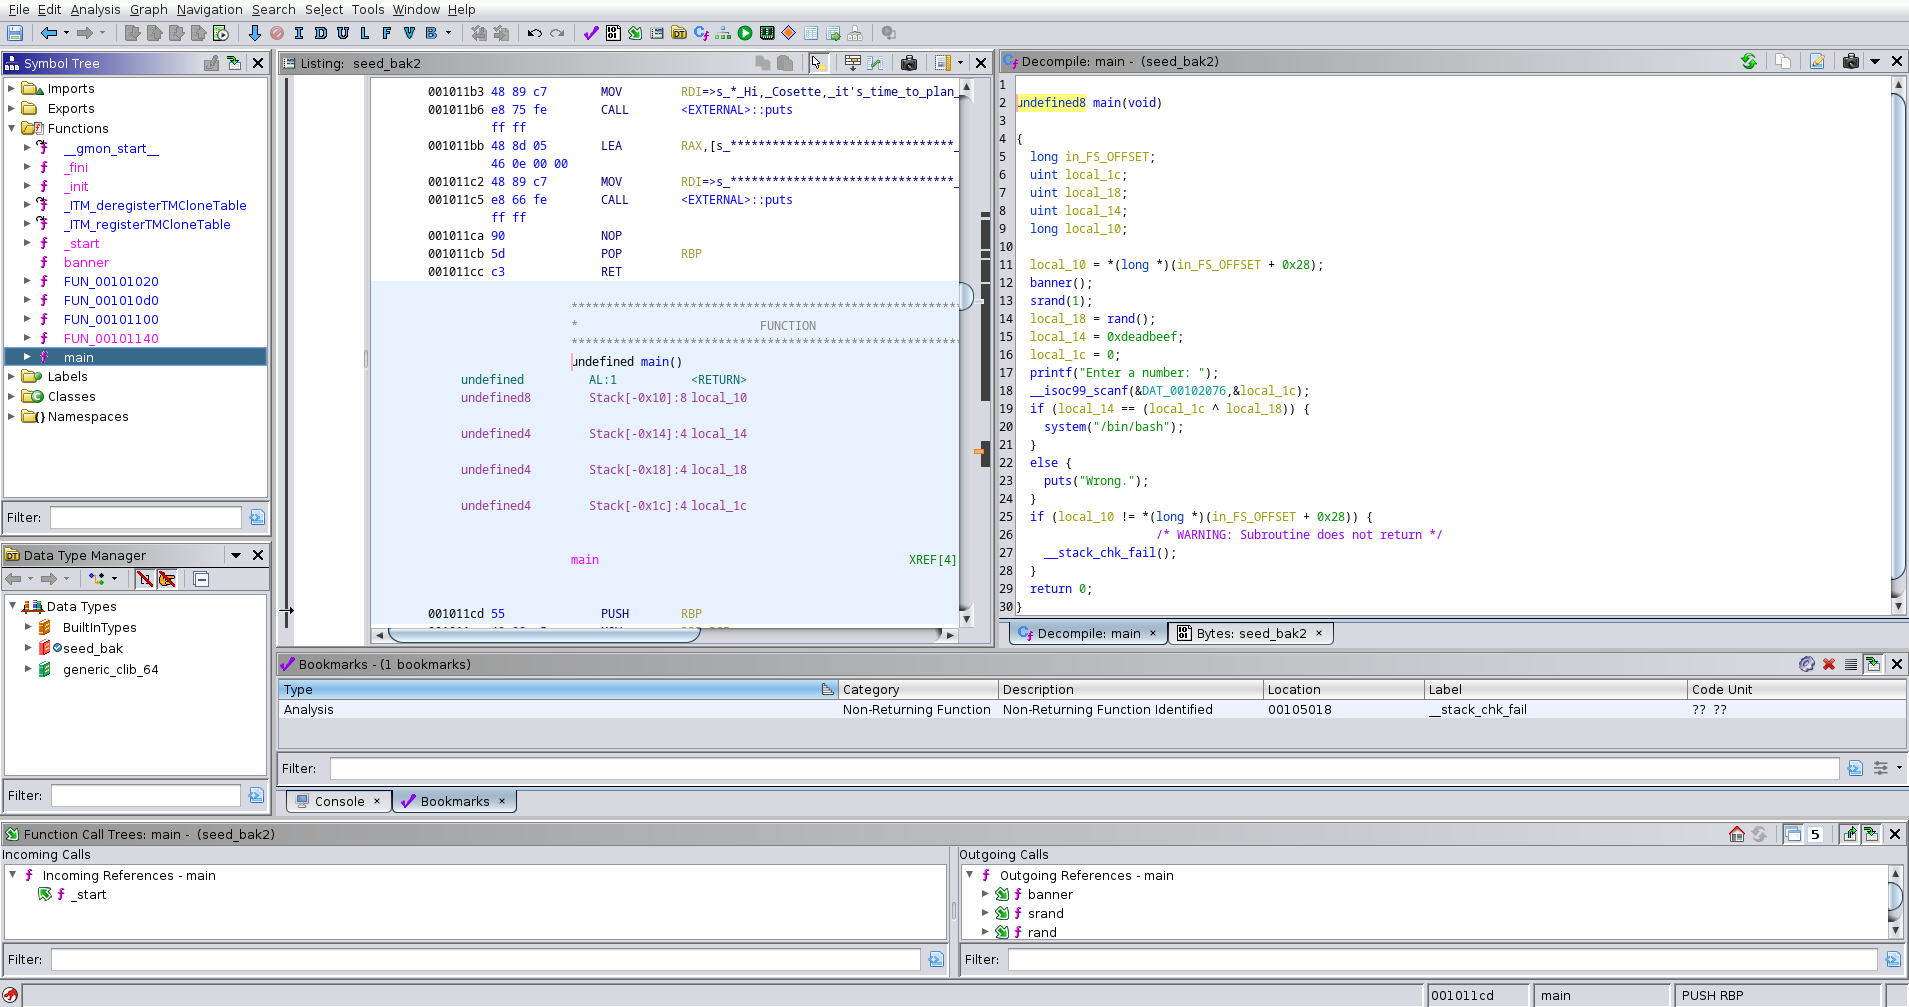 File Edit Analysis Graph Navigation Search Select Tools Window Help
Symbol Tree
Imports
Exports
Functions
__gmon_start__
_fini
_init
_ITM_deregisterTMCloneTable
_ITM_registerTMCloneTable
_start
banner
FUN_00101020
FUN_001010d0
FUN_00101100
FUN_00101140
main
Labels
Classes
Namespaces
Filter:
Data Type Manager
Data Types
BuiltInTypes
seed_bak
generic_clib_64
Filter:
Listing: seed_bak2
001011b3 48 89 c7 MOV RDI=>s_*_Hi,_Cosette,_it's_time_to_plan_
001011b6 e8 75 fe CALL <EXTERNAL>::puts
ff ff
001011bb 48 8d 05 LEA RAX,[s_********************************_
46 0e 00 00
001011c2 48 89 c7 MOV RDI=>s_********************************_
001011c5 e8 66 fe CALL <EXTERNAL>::puts
ff ff
001011ca 90 NOP
001011cb 5d POP RBP
001011cc c3 RET
*******************************************************
* FUNCTION
*******************************************************
undefined main()
undefined AL:1 <RETURN>
undefined8 Stack[-0x10]:8 local_10
undefined4 Stack[-0x14]:4 local_14
undefined4 Stack[-0x18]:4 local_18
undefined4 Stack[-0x1c]:4 local_1c
main XREF[4]
001011cd 55 PUSH RBP
Decompile: main - (seed_bak2)
1
2 undefined8 main(void)
3
4 {
5 long in_FS_OFFSET;
6 uint local_1c;
7 uint local_18;
8 uint local_14;
9 long local_10;
10
11 local_10 = *(long *)(in_FS_OFFSET + 0x28);
12 banner();
13 srand(1);
14 local_18 = rand();
15 local_14 = 0xdeadbeef;
16 local_1c = 0;
17 printf("Enter a number: ");
18 __isoc99_scanf(&DAT_00102076,&local_1c);
19 if (local_14 == (local_1c ^ local_18)) {
20 system("/bin/bash");
21 }
22 else {
23 puts("Wrong.");
24 }
25 if (local_10 != *(long *)(in_FS_OFFSET + 0x28)) {
26 /* WARNING: Subroutine does not return */
27 __stack_chk_fail();
28 }
29 return 0;
30 }
Decompile: main × Bytes: seed_bak2 ×
Bookmarks - (1 bookmarks)
Type Category Description Location Label Code Unit
Analysis Non-Returning Function Non-Returning Function Identified 00105018 __stack_chk_fail ?? ??
Filter:
Console × Bookmarks ×
Function Call Trees: main - (seed_bak2) 5
Incoming Calls
Incoming References - main
_start
Filter:
Outgoing Calls
Outgoing References - main
banner
srand
rand
Filter:
001011cd main PUSH RBP